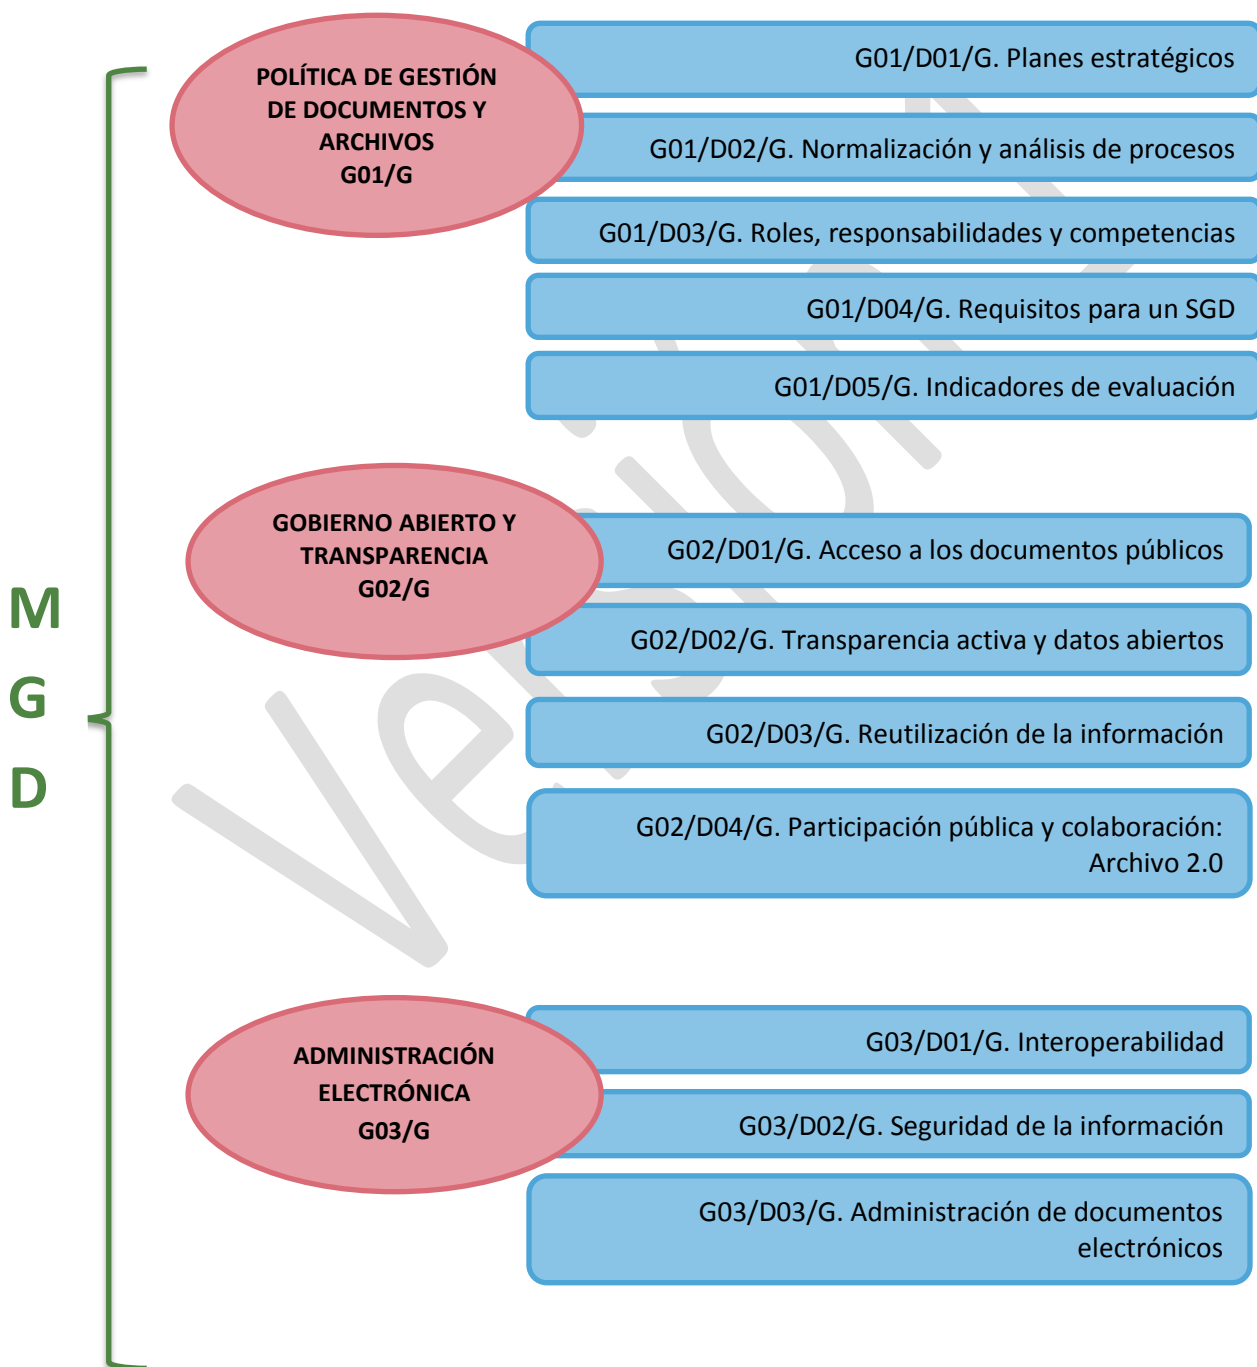 POLÍTICA DE GESTIÓN
DE DOCUMENTOS Y
ARCHIVOS
G01/G
G01/D01/G. Planes estratégicos
G01/D02/G. Normalización y análisis de procesos
G01/D03/G. Roles, responsabilidades y competencias
G01/D04/G. Requisitos para un SGD
G01/D05/G. Indicadores de evaluación
M
G
D
GOBIERNO ABIERTO Y
TRANSPARENCIA
G02/G
G02/D01/G. Acceso a los documentos públicos
G02/D02/G. Transparencia activa y datos abiertos
G02/D03/G. Reutilización de la información
G02/D04/G. Participación pública y colaboración:
Archivo 2.0
ADMINISTRACIÓN
ELECTRÓNICA
G03/G
G03/D01/G. Interoperabilidad
G03/D02/G. Seguridad de la información
G03/D03/G. Administración de documentos
electrónicos
Versión